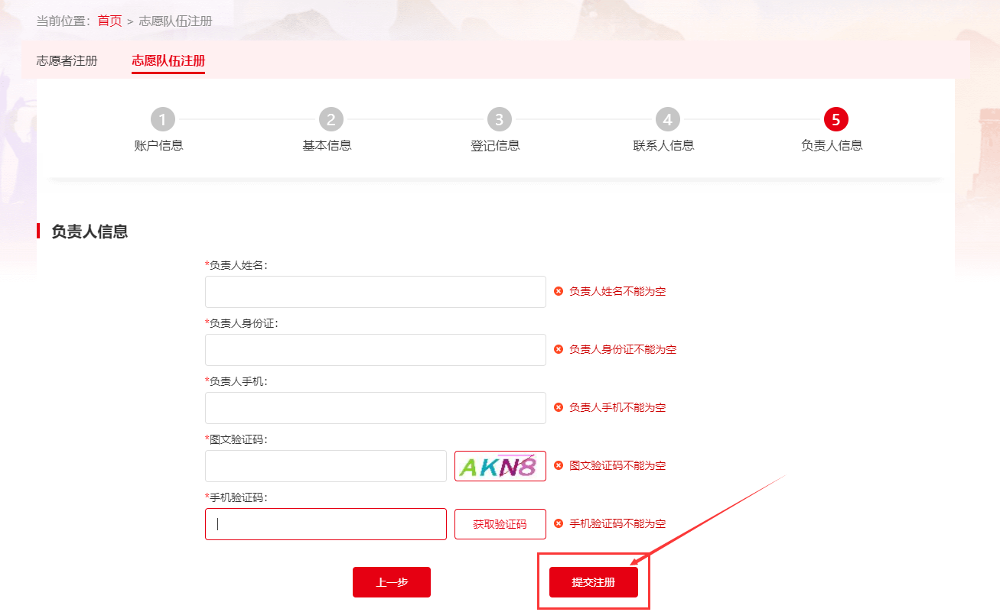 当前位置：首页 > 志愿队伍注册
志愿者注册 志愿队伍注册
1 2 3 4 5
账户信息 基本信息 登记信息 联系人信息 负责人信息
负责人信息
*负责人姓名：
负责人姓名不能为空
*负责人身份证：
负责人身份证不能为空
*负责人手机：
负责人手机不能为空
*图文验证码：
AKN8 图文验证码不能为空
*手机验证码：
获取验证码 手机验证码不能为空
上一步 提交注册